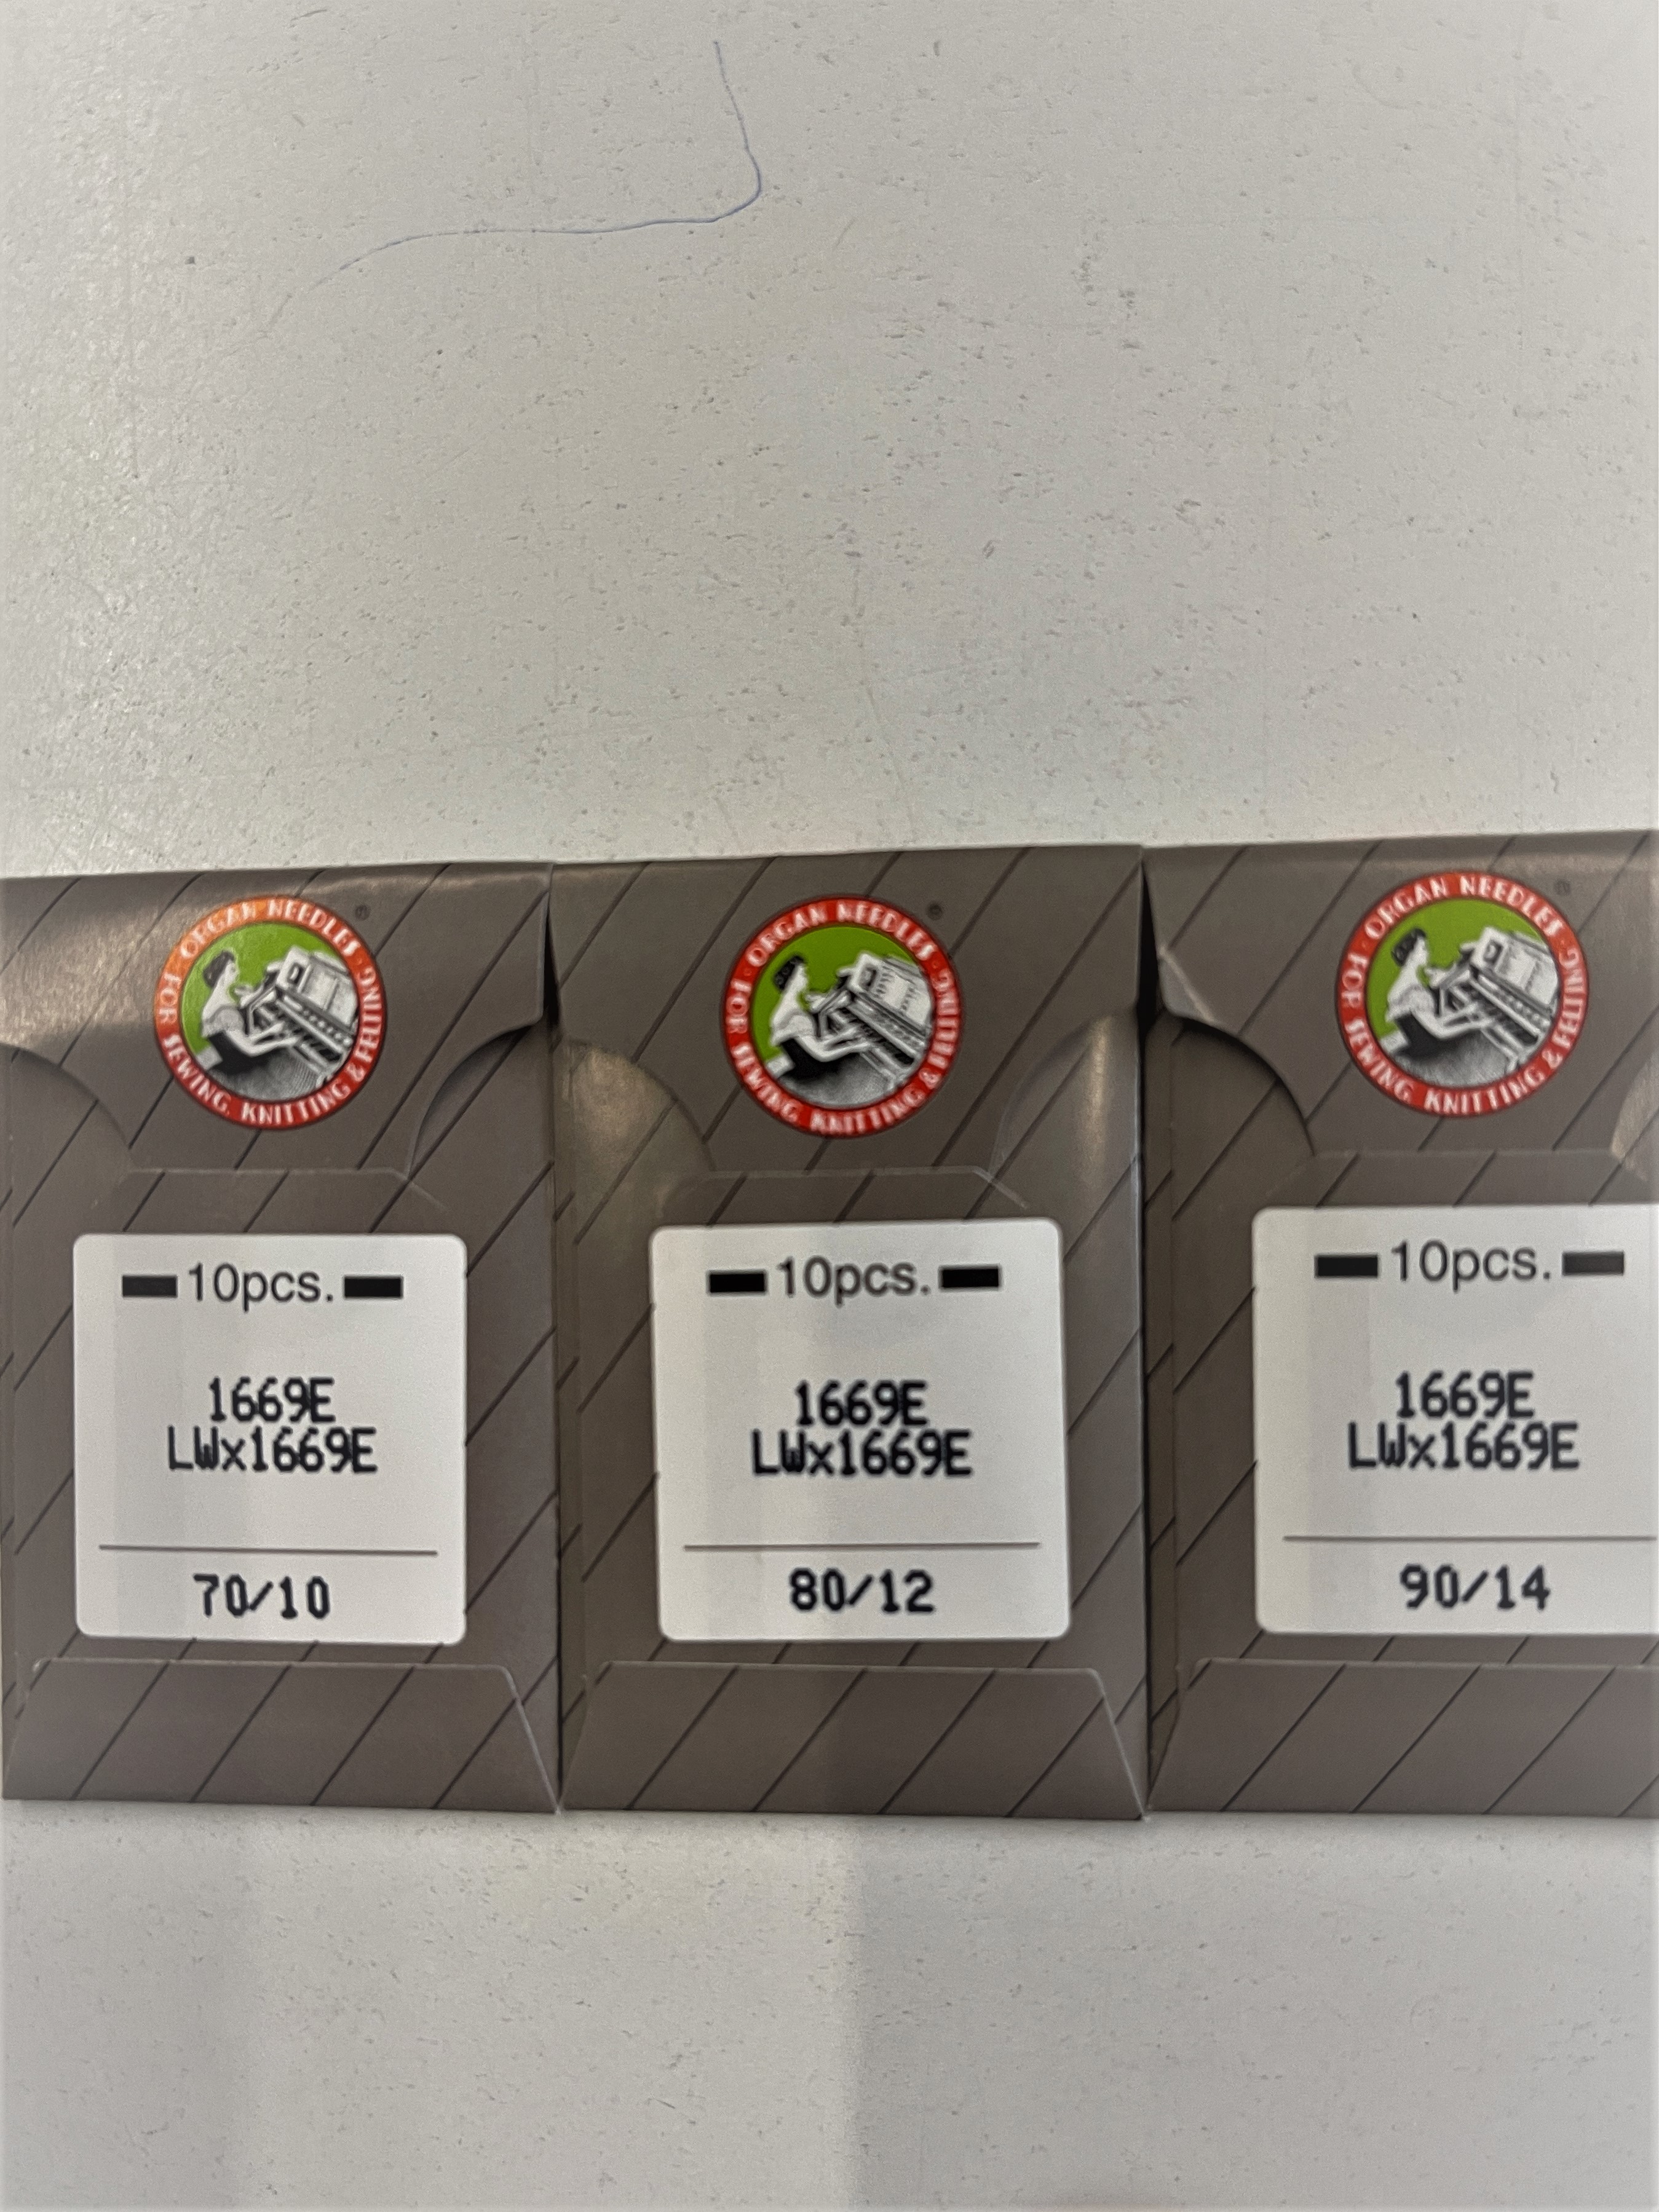 ORGAN NEEDLES
FOR SEWING, KNITTING & FELTING
®
10pcs.
1669E
LWx1669E
70/10
ORGAN NEEDLES
FOR SEWING, KNITTING & FELTING
®
10pcs.
1669E
LWx1669E
80/12
ORGAN NEEDLES
FOR SEWING, KNITTING & FELTING
®
10pcs.
1669E
LWx1669E
90/14